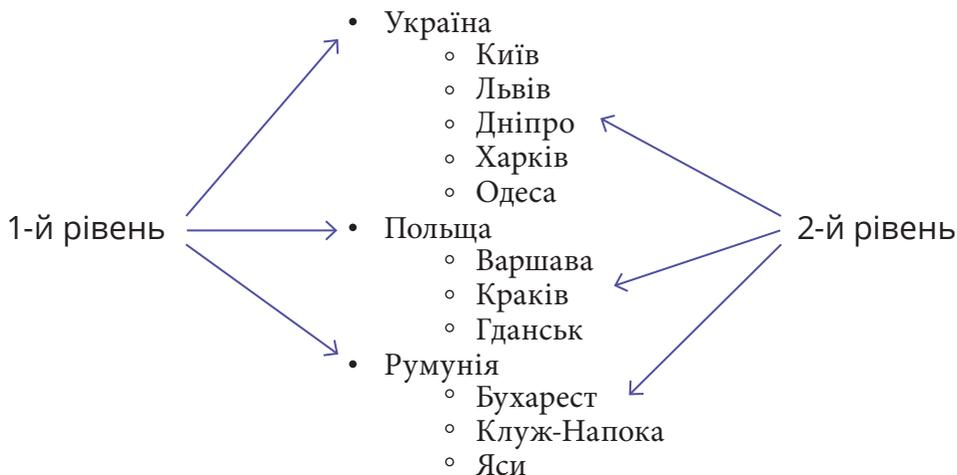 • Україна
◦ Київ
◦ Львів
◦ Дніпро
◦ Харків
◦ Одеса
1-й рівень
• Польща
2-й рівень
◦ Варшава
◦ Краків
◦ Гданськ
• Румунія
◦ Бухарест
◦ Клуж-Напока
◦ Яси